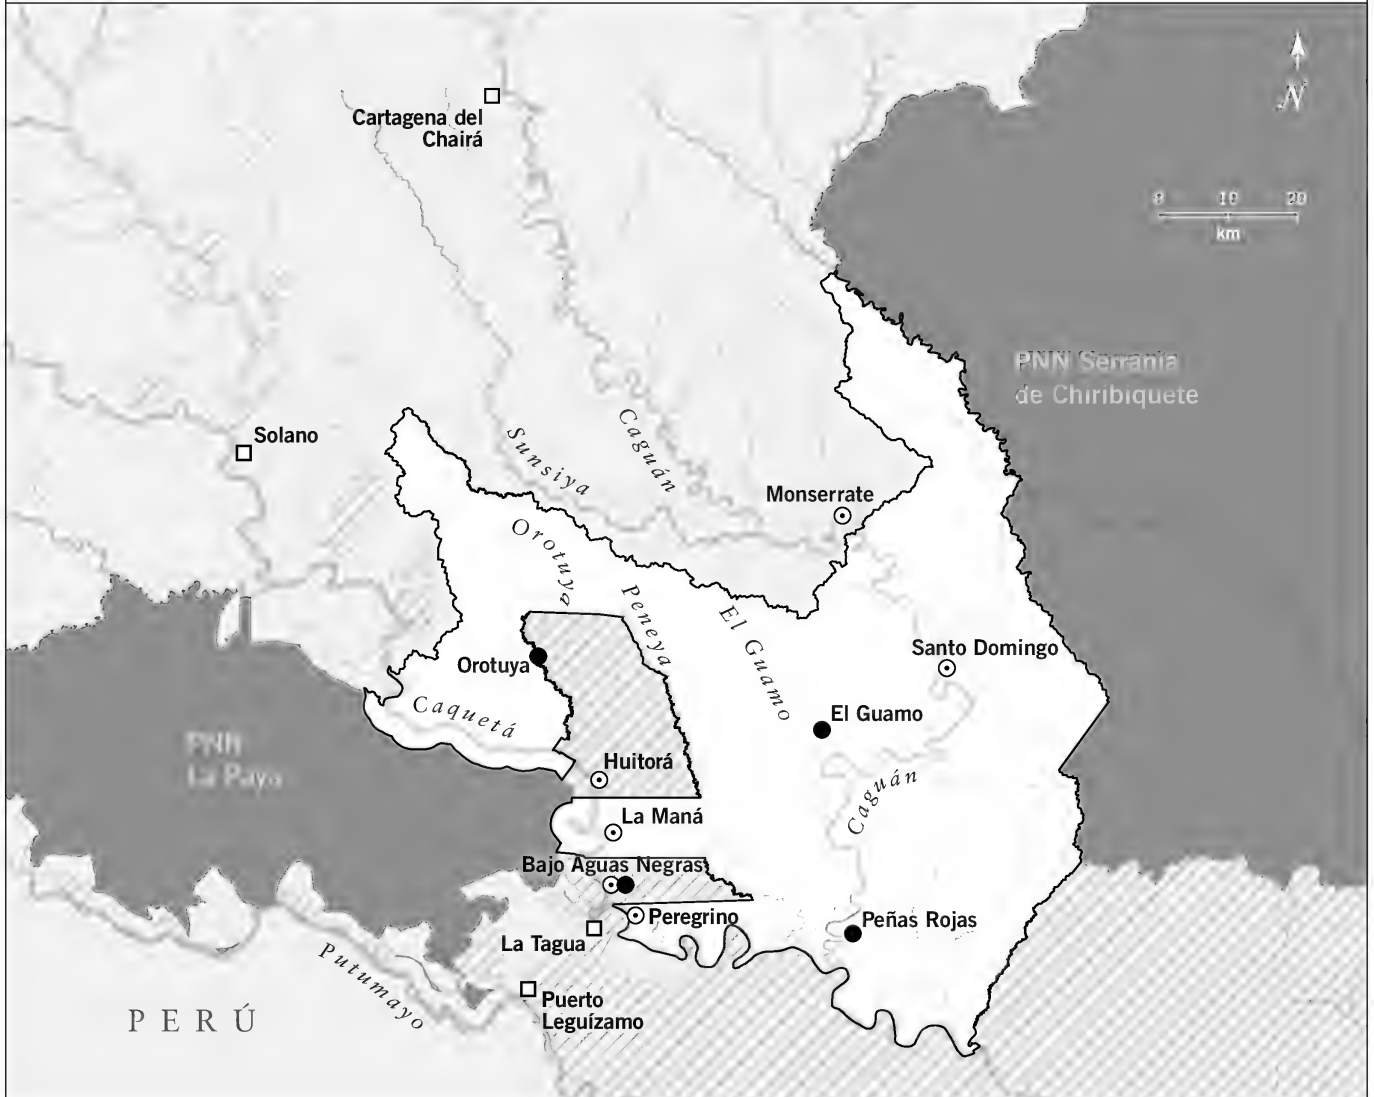 Cartagena del
Chairá
N
0 10 20
km
PNN Serranía
de Chiribiquete
Solano
Sunsiya
Caguán
Monserrate
Orotuya
Peneya
El Guamo
Santo Domingo
Orotuya
Caquetá
El Guamo
PNN
La Paya
Huitorá
Caguán
La Maná
Bajo Aguas Negras
Peregrino
Peñas Rojas
La Tagua
Putumayo
Puerto
Leguízamo
PERÚ